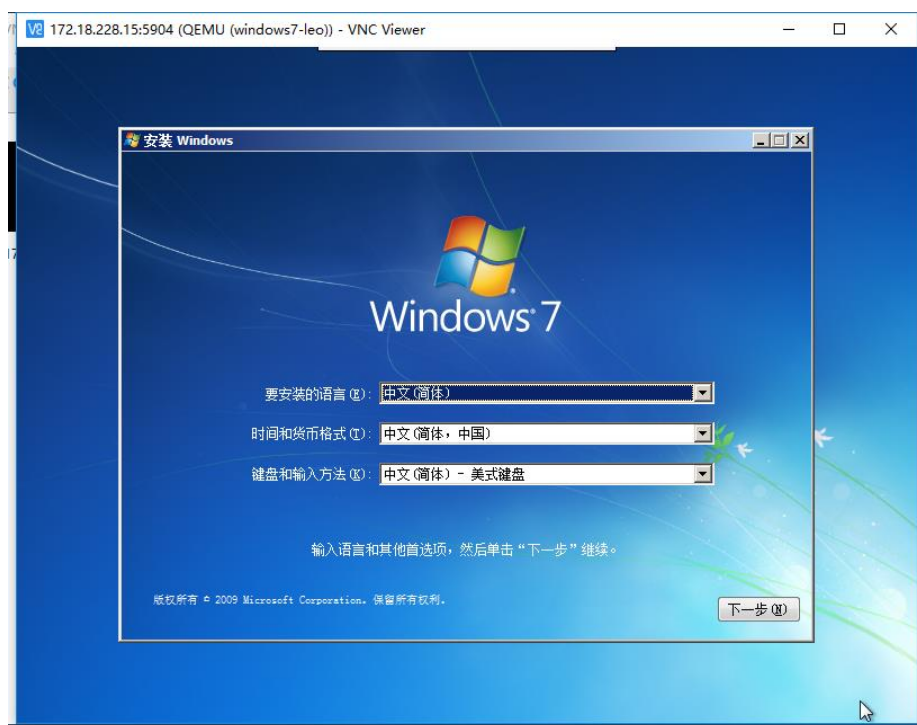 172.18.228.15:5904 (QEMU (windows7-leo)) - VNC Viewer
安装 Windows
Windows 7
要安装的语言(E): 中文(简体)
时间和货币格式(T): 中文(简体，中国)
键盘和输入方法(K): 中文(简体) - 美式键盘
输入语言和其他首选项，然后单击“下一步”继续。
版权所有 © 2009 Microsoft Corporation。保留所有权利。
下一步(N)